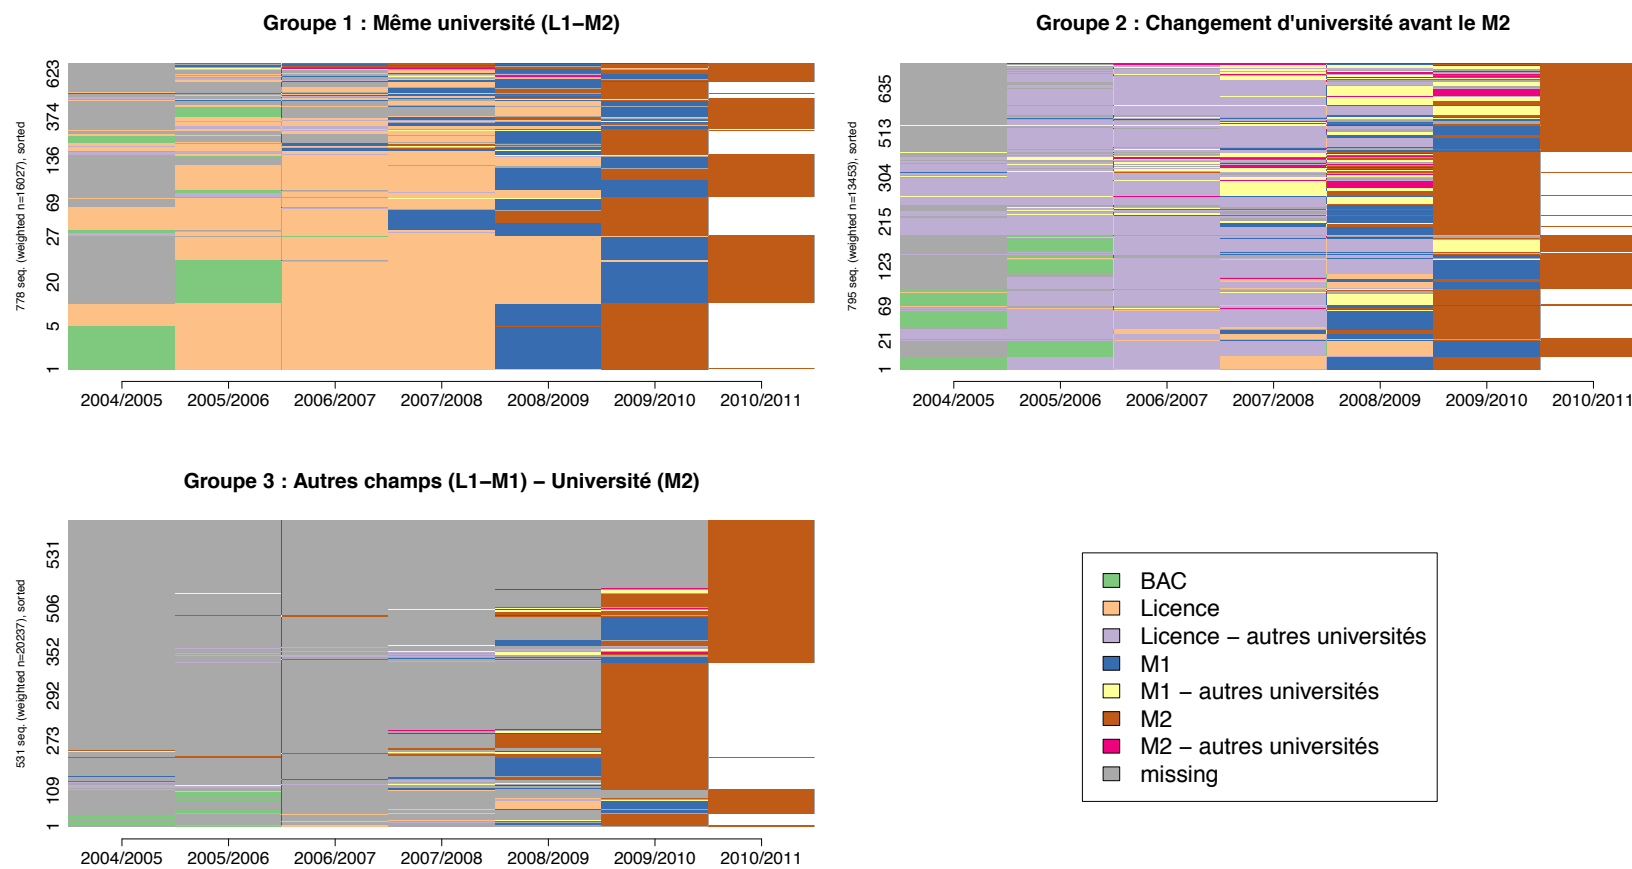 Groupe 1 : Même université (L1–M2)
778 seq. (weighted n=16027), sorted
623
374
136
69
27
20
5
1
2004/2005 2005/2006 2006/2007 2007/2008 2008/2009 2009/2010 2010/2011
Groupe 2 : Changement d'université avant le M2
795 seq. (weighted n=13453), sorted
635
513
304
215
123
69
21
1
2004/2005 2005/2006 2006/2007 2007/2008 2008/2009 2009/2010 2010/2011
Groupe 3 : Autres champs (L1–M1) – Université (M2)
531 seq. (weighted n=20237), sorted
531
506
352
292
273
109
1
2004/2005 2005/2006 2006/2007 2007/2008 2008/2009 2009/2010 2010/2011
BAC
Licence
Licence – autres universités
M1
M1 – autres universités
M2
M2 – autres universités
missing